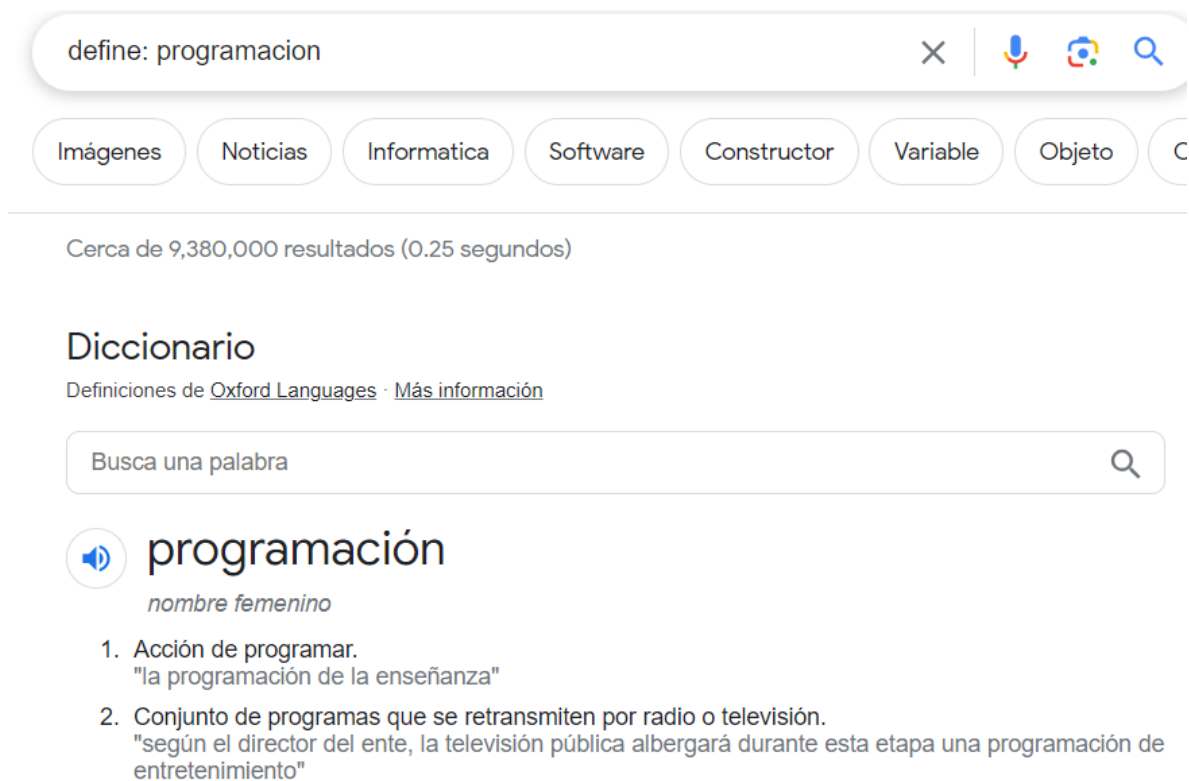 define: programacion
Imágenes Noticias Informatica Software Constructor Variable Objeto
Cerca de 9,380,000 resultados (0.25 segundos)
Diccionario
Definiciones de Oxford Languages · Más información
Busca una palabra
programación
nombre femenino
1. Acción de programar.
"la programación de la enseñanza"
2. Conjunto de programas que se retransmiten por radio o televisión.
"según el director del ente, la televisión pública albergará durante esta etapa una programación de
entretenimiento"